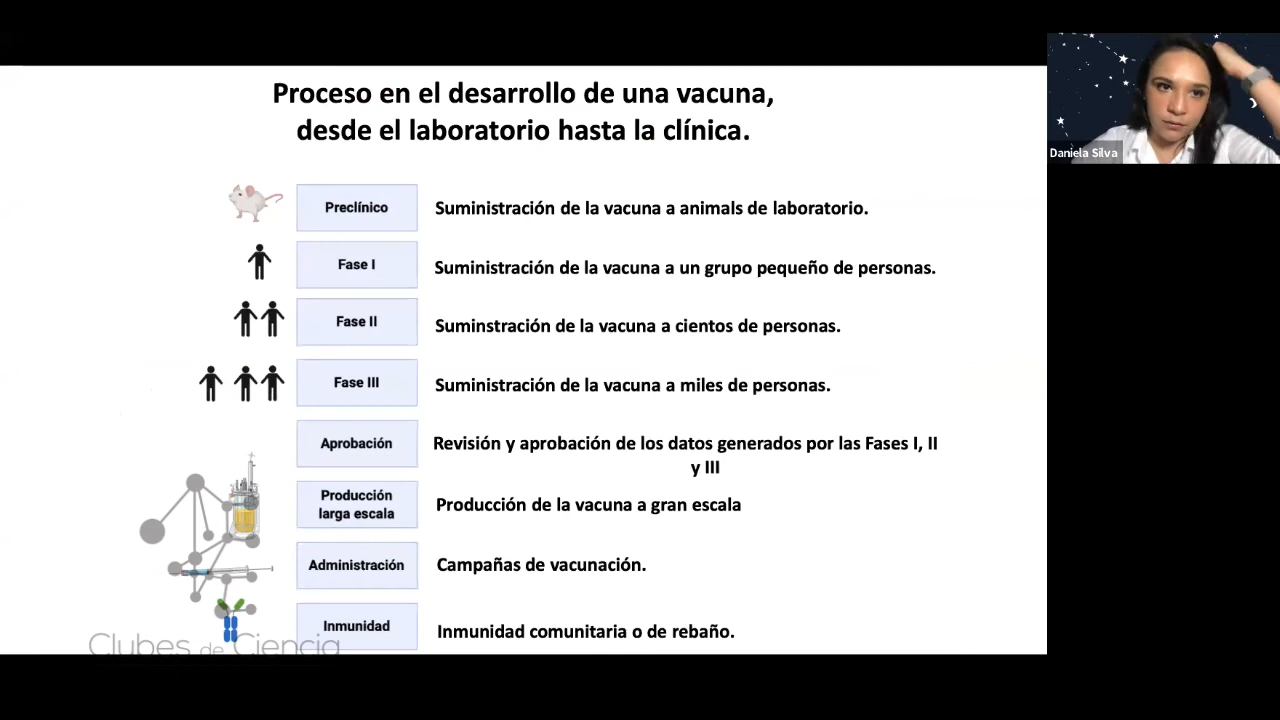 Proceso en el desarrollo de una vacuna,
desde el laboratorio hasta la clínica.
Daniela Silva
Preclínico
Suministración de la vacuna a animals de laboratorio.
Fase I
Suministración de la vacuna a un grupo pequeño de personas.
Fase II
Suminstración de la vacuna a cientos de personas.
Fase III
Suministración de la vacuna a miles de personas.
Aprobación
Revisión y aprobación de los datos generados por las Fases I, II
y III
Producción
larga escala
Producción de la vacuna a gran escala
Administración
Campañas de vacunación.
Inmunidad
Inmunidad comunitaria o de rebaño.
Clubes de Ciencia